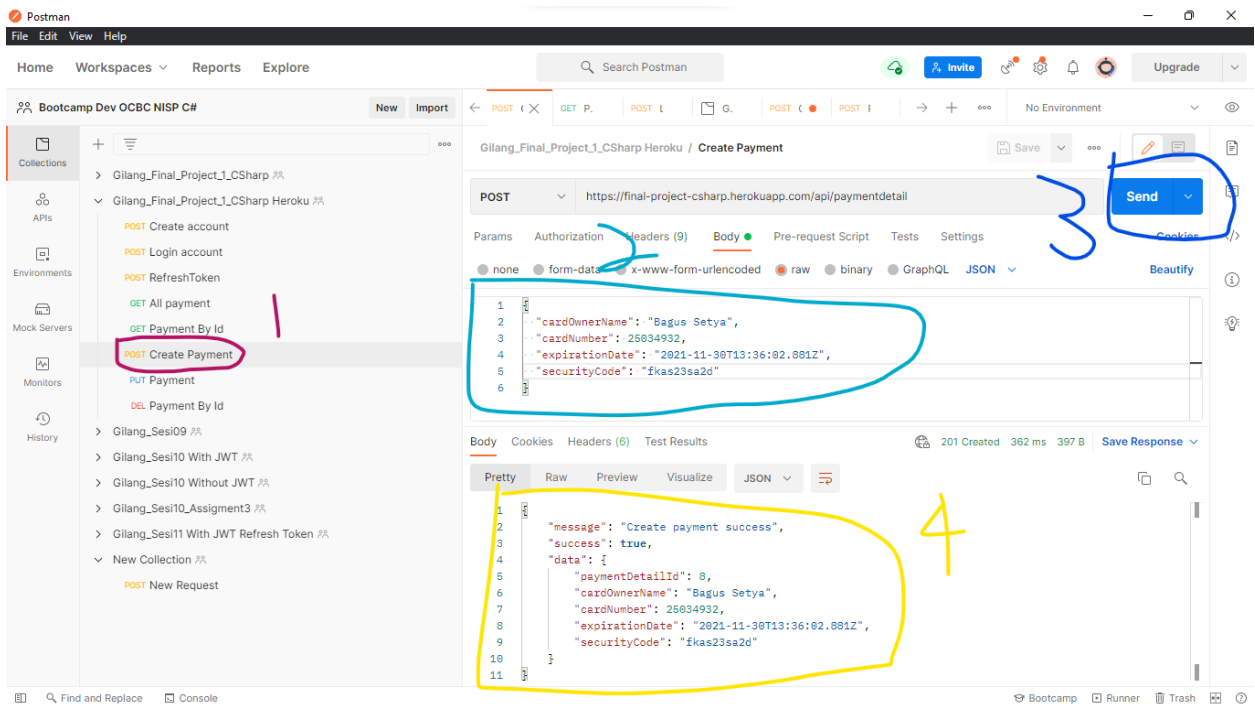 Postman
File Edit View Help
Home Workspaces Reports Explore Search Postman Invite Upgrade
Bootcamp Dev OCBC NISP C# New Import
POST GET P. POST L G. POST POST No Environment
Collections
APIs
Environments
Mock Servers
Monitors
History
Gilang_Final_Project_1_CSharp
Gilang_Final_Project_1_CSharp Heroku
POST Create account
POST Login account
POST RefreshToken
GET All payment
GET Payment By Id
POST Create Payment
PUT Payment
DEL Payment By Id
Gilang_Sesi09
Gilang_Sesi10 With JWT
Gilang_Sesi10 Without JWT
Gilang_Sesi10_Assigment3
Gilang_Sesi11 With JWT Refresh Token
New Collection
POST New Request
1
Gilang_Final_Project_1_CSharp Heroku / Create Payment Save
POST https://final-project-csharp.herokuapp.com/api/paymentdetail Send
3
Params Authorization Headers (9) Body Pre-request Script Tests Settings Cookies
2
none form-data x-www-form-urlencoded raw binary GraphQL JSON Beautify
1 {
2 "cardOwnerName": "Bagus Setya",
3 "cardNumber": 25034932,
4 "expirationDate": "2021-11-30T13:36:02.881Z",
5 "securityCode": "fkas23sa2d"
6 }
Body Cookies Headers (6) Test Results 201 Created 362 ms 397 B Save Response
Pretty Raw Preview Visualize JSON
4
1 {
2 "message": "Create payment success",
3 "success": true,
4 "data": {
5 "paymentDetailId": 8,
6 "cardOwnerName": "Bagus Setya",
7 "cardNumber": 25034932,
8 "expirationDate": "2021-11-30T13:36:02.881Z",
9 "securityCode": "fkas23sa2d"
10 }
11 }
Find and Replace Console Bootcamp Runner Trash